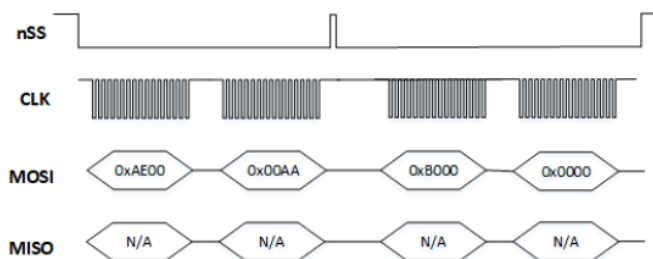 nSS
CLK
MOSI 0xAE00 0x00AA 0xB000 0x0000
MISO N/A N/A N/A N/A